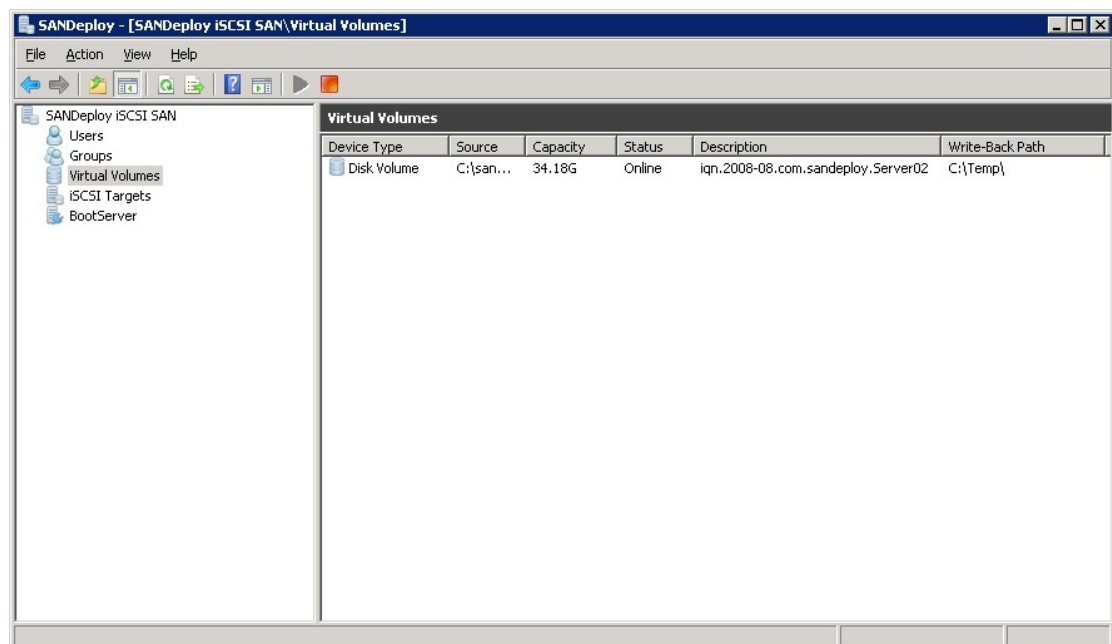 SANDeploy - [SANDeploy iSCSI SAN\Virtual Volumes]
File Action View Help
SANDeploy iSCSI SAN
Users
Groups
Virtual Volumes
iSCSI Targets
BootServer
Virtual Volumes
Device Type Source Capacity Status Description Write-Back Path
Disk Volume C:\san... 34.18G Online iqn.2008-08.com.sandeploy.Server02 C:\Temp\